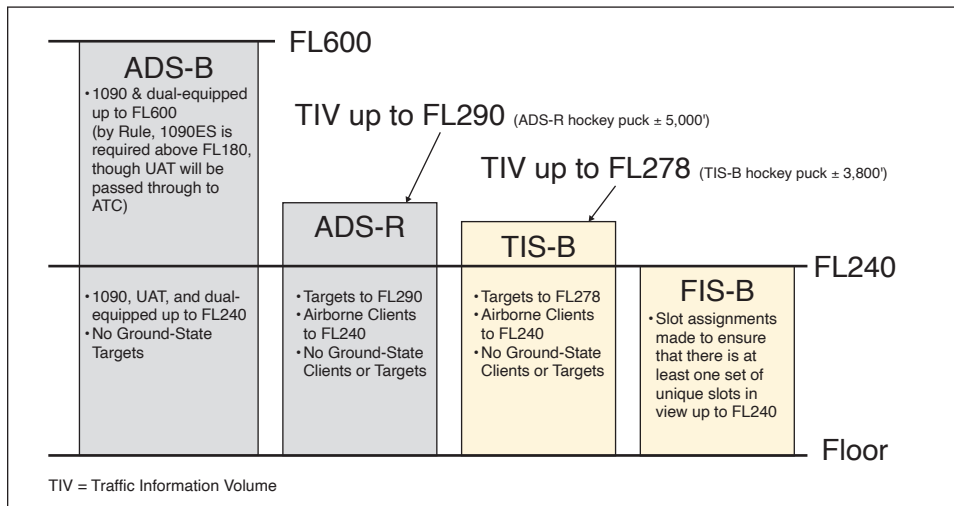 FL600
ADS-B
• 1090 & dual-equipped
up to FL600
(by Rule, 1090ES is
required above FL180,
though UAT will be
passed through to
ATC)
TIV up to FL290 (ADS-R hockey puck ± 5,000')
TIV up to FL278 (TIS-B hockey puck ± 3,800')
ADS-R
TIS-B
FL240
• 1090, UAT, and dual-
equipped up to FL240
• No Ground-State
Targets
• Targets to FL290
• Airborne Clients
to FL240
• No Ground-State
Clients or Targets
• Targets to FL278
• Airborne Clients
to FL240
• No Ground-State
Clients or Targets
FIS-B
• Slot assignments
made to ensure
that there is at
least one set of
unique slots in
view up to FL240
Floor
TIV = Traffic Information Volume